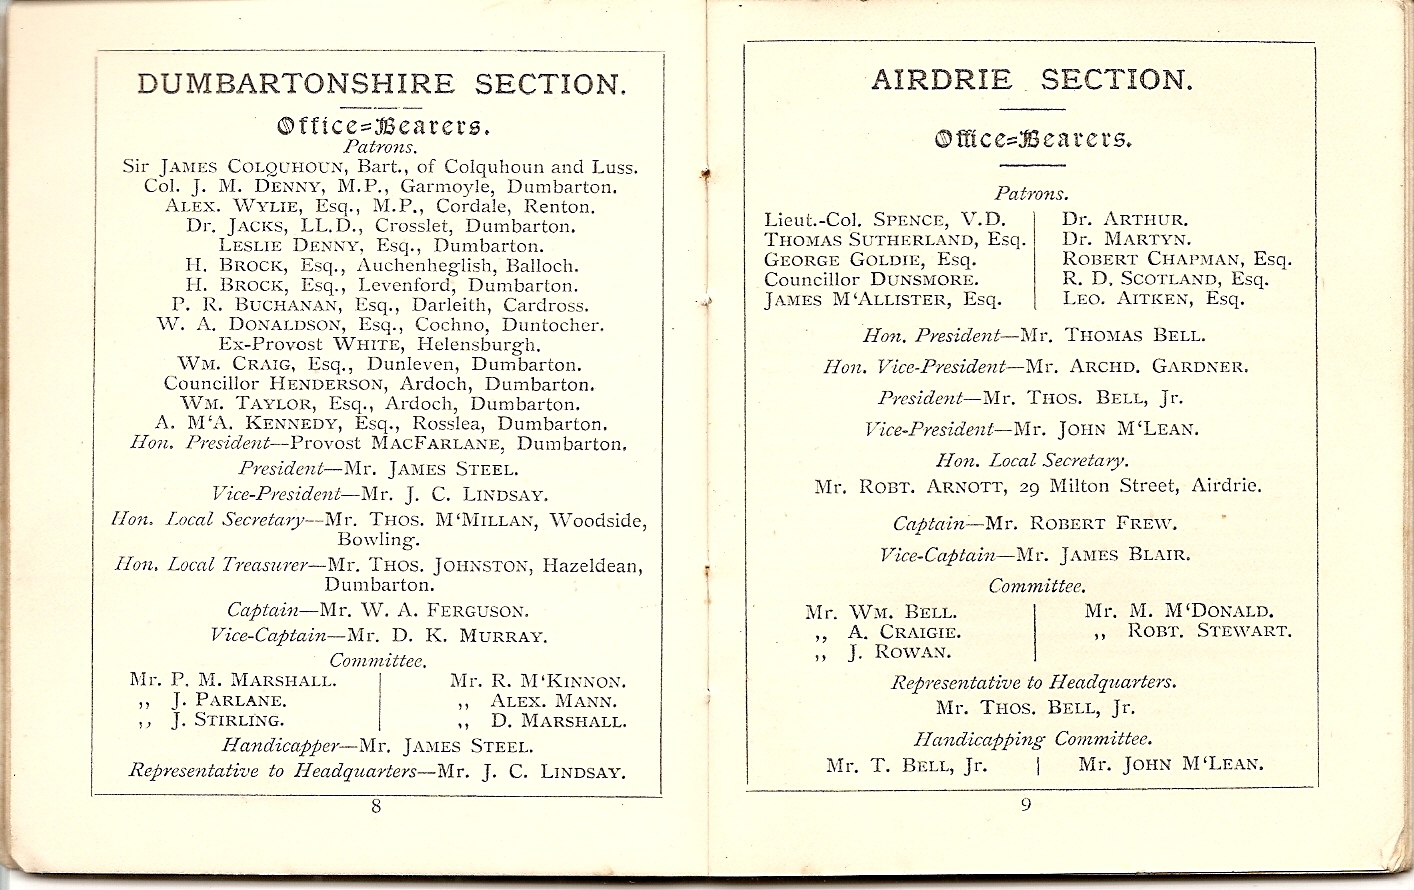 DUMBARTONSHIRE SECTION.
Office=Bearers.
Patrons.
Sir JAMES COLQUHOUN, Bart., of Colquhoun and Luss.
Col. J. M. DENNY, M.P., Garmoyle, Dumbarton.
ALEX. WYLIE, Esq., M.P., Cordale, Renton.
Dr. JACKS, LL.D., Crosslet, Dumbarton.
LESLIE DENNY, Esq., Dumbarton.
H. BROCK, Esq., Auchenheglish, Balloch.
H. BROCK, Esq., Levenford, Dumbarton.
P. R. BUCHANAN, Esq., Darleith, Cardross.
W. A. DONALDSON, Esq., Cochno, Duntocher.
Ex-Provost WHITE, Helensburgh.
WM. CRAIG, Esq., Dunleven, Dumbarton.
Councillor HENDERSON, Ardoch, Dumbarton.
WM. TAYLOR, Esq., Ardoch, Dumbarton.
A. M‘A. KENNEDY, Esq., Rosslea, Dumbarton.
Hon. President—Provost MACFARLANE, Dumbarton.
President—Mr. JAMES STEEL.
Vice-President—Mr. J. C. LINDSAY.
Hon. Local Secretary—Mr. THOS. M‘MILLAN, Woodside,
Bowling.
Hon. Local Treasurer—Mr. THOS. JOHNSTON, Hazeldean,
Dumbarton.
Captain—Mr. W. A. FERGUSON.
Vice-Captain—Mr. D. K. MURRAY.
Committee.
Mr. P. M. MARSHALL. Mr. R. M‘KINNON.
,, J. PARLANE. ,, ALEX. MANN.
,, J. STIRLING. ,, D. MARSHALL.
Handicapper—Mr. JAMES STEEL.
Representative to Headquarters—Mr. J. C. LINDSAY.
8
AIRDRIE SECTION.
Office=Bearers.
Patrons.
Lieut.-Col. SPENCE, V.D. Dr. ARTHUR.
THOMAS SUTHERLAND, Esq. Dr. MARTYN.
GEORGE GOLDIE, Esq. ROBERT CHAPMAN, Esq.
Councillor DUNSMORE. R. D. SCOTLAND, Esq.
JAMES M‘ALLISTER, Esq. LEO. AITKEN, Esq.
Hon. President—Mr. THOMAS BELL.
Hon. Vice-President—Mr. ARCHD. GARDNER.
President—Mr. THOS. BELL, Jr.
Vice-President—Mr. JOHN M‘LEAN.
Hon. Local Secretary.
Mr. ROBT. ARNOTT, 29 Milton Street, Airdrie.
Captain—Mr. ROBERT FREW.
Vice-Captain—Mr. JAMES BLAIR.
Committee.
Mr. WM. BELL. Mr. M. M‘DONALD.
,, A. CRAIGIE. ,, ROBT. STEWART.
,, J. ROWAN.
Representative to Headquarters.
Mr. THOS. BELL, Jr.
Handicapping Committee.
Mr. T. BELL, Jr. Mr. JOHN M‘LEAN.
9